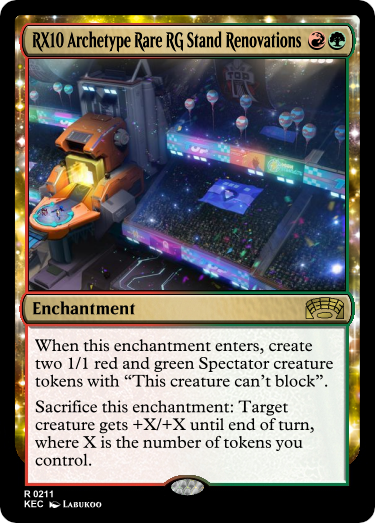 RX10 Archetype Rare RG Stand Renovations
Enchantment
When this enchantment enters, create
two 1/1 red and green Spectator creature
tokens with “This creature can’t block”.
Sacrifice this enchantment: Target
creature gets +X/+X until end of turn,
where X is the number of tokens you
control.
R 0211
KEC Labukoo